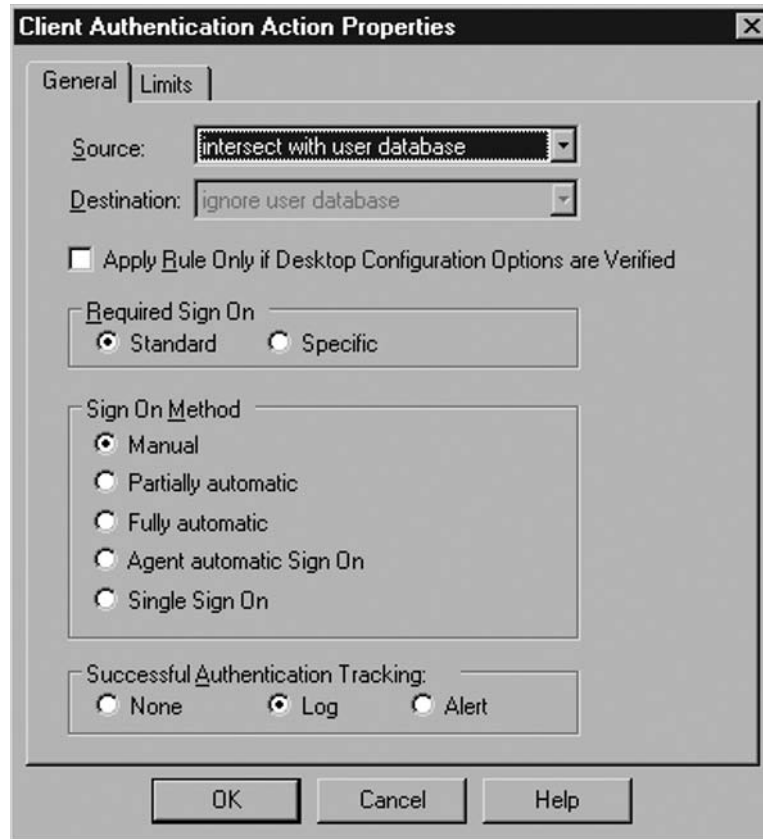 Client Authentication Action Properties
General
Limits
Source:
intersect with user database
Destination:
ignore user database
Apply Rule Only if Desktop Configuration Options are Verified
Required Sign On
Standard
Specific
Sign On Method
Manual
Partially automatic
Fully automatic
Agent automatic Sign On
Single Sign On
Successful Authentication Tracking:
None
Log
Alert
OK
Cancel
Help